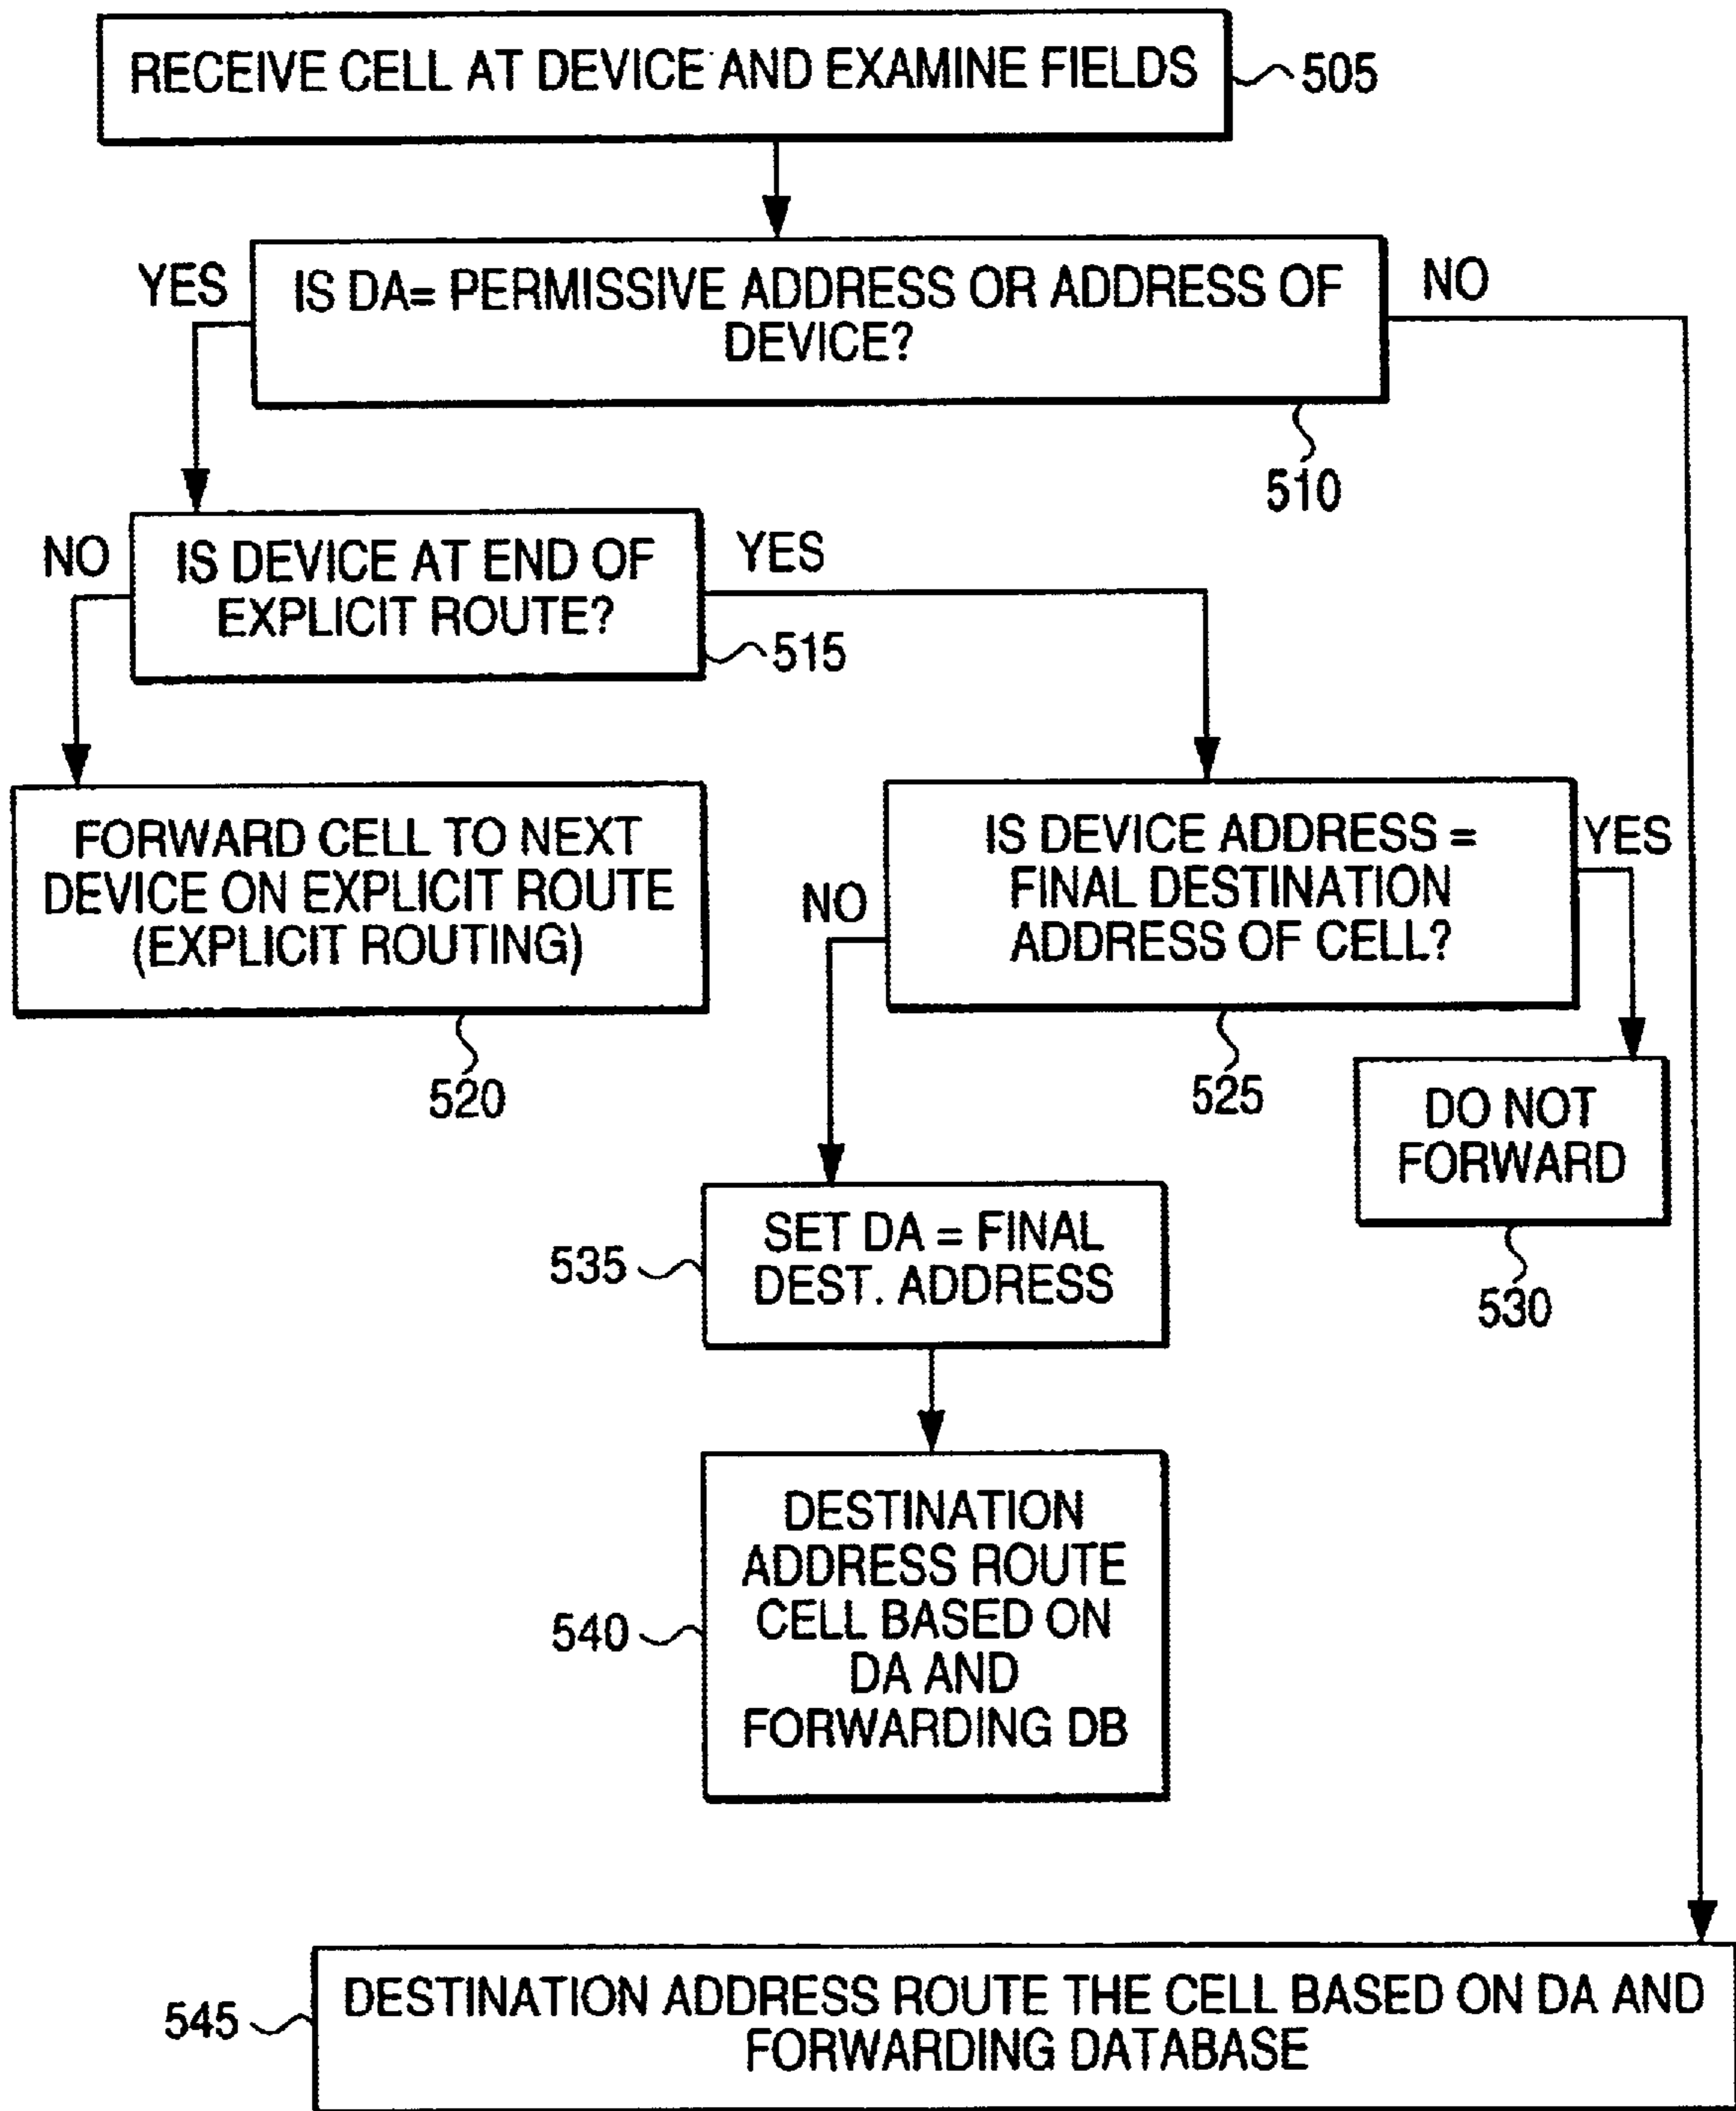 RECEIVE CELL AT DEVICE AND EXAMINE FIELDS
505
YES
IS DA= PERMISSIVE ADDRESS OR ADDRESS OF
DEVICE?
NO
510
NO
IS DEVICE AT END OF
EXPLICIT ROUTE?
YES
515
FORWARD CELL TO NEXT
DEVICE ON EXPLICIT ROUTE
(EXPLICIT ROUTING)
520
NO
IS DEVICE ADDRESS =
FINAL DESTINATION
ADDRESS OF CELL?
YES
525
DO NOT
FORWARD
530
535
SET DA = FINAL
DEST. ADDRESS
540
DESTINATION
ADDRESS ROUTE
CELL BASED ON
DA AND
FORWARDING DB
545
DESTINATION ADDRESS ROUTE THE CELL BASED ON DA AND
FORWARDING DATABASE